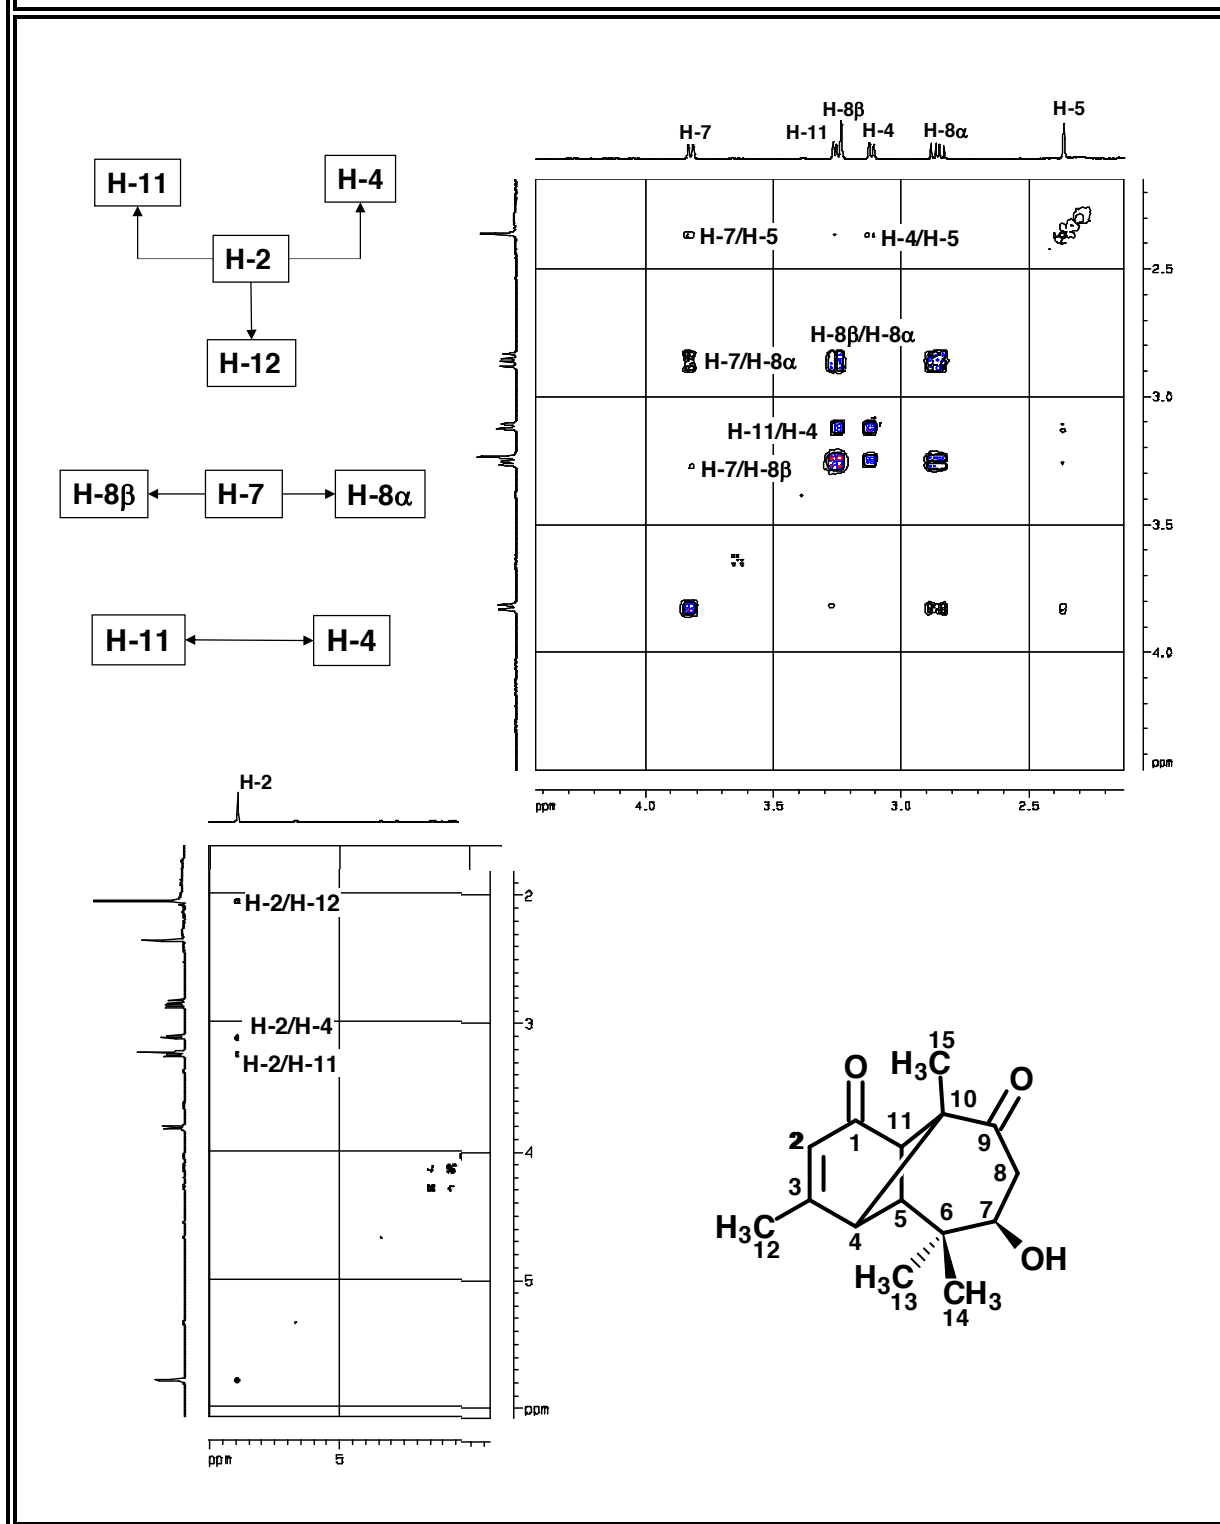 H-8β
H-7
H-11
H-4
H-8α
H-5
H-11
H-4
H-2
H-12
H-7/H-5
H-4/H-5
2.5
H-8β/H-8α
H-7/H-8α
3.0
H-11/H-4
H-7/H-8β
H-8β
H-7
H-8α
3.5
H-11
H-4
4.0
ppm
ppm
4.0
3.5
3.0
2.5
H-2
H-2/H-12
2
H-2/H-4
3
H-2/H-11
4
5
ppm
ppm
5
15
O
H3C
O
10
11
2
1
9
8
3
7
5
6
H3C
12
4
OH
H3C
13
CH3
14